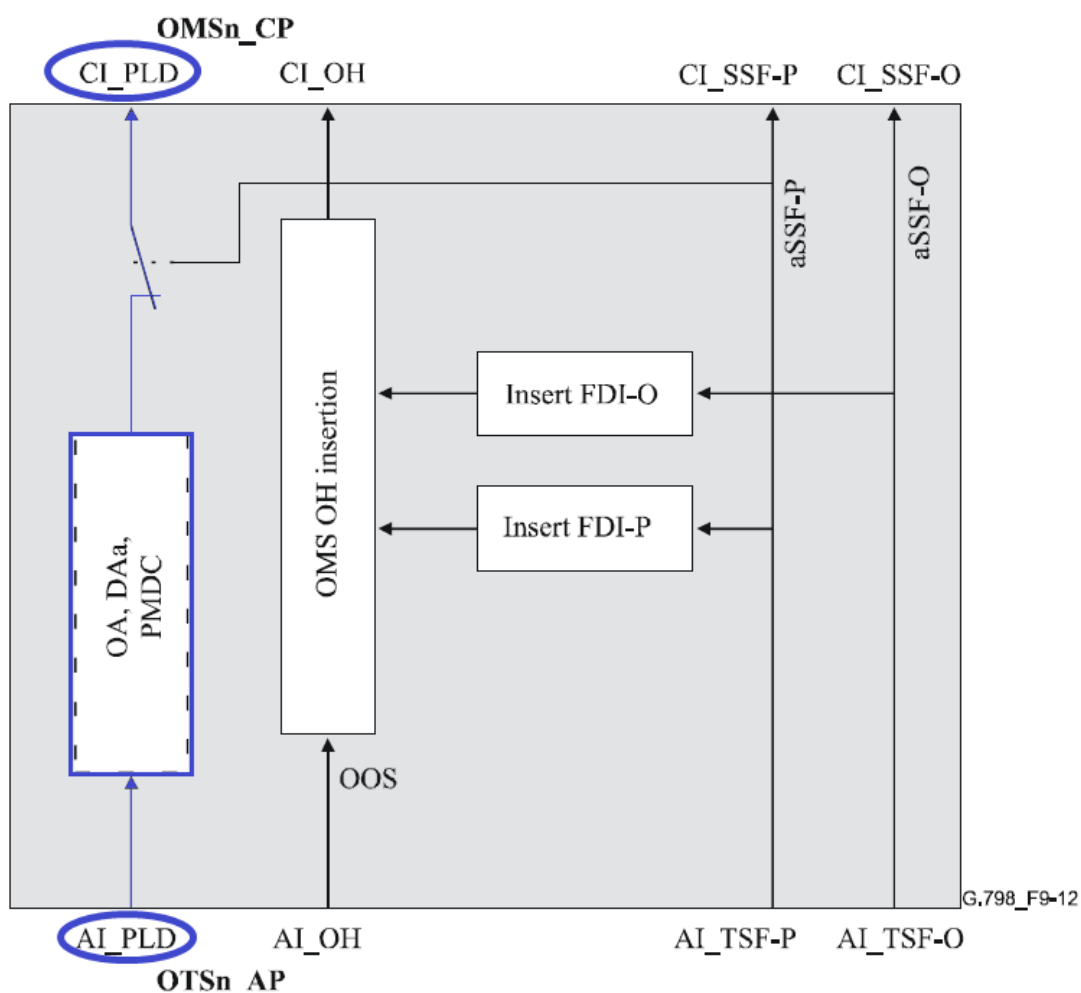 OMSn_CP
CI_PLD CI_OH CI_SSF-P CI_SSF-O
aSSF-P
aSSF-O
OMS OH insertion
Insert FDI-O
Insert FDI-P
OA, DAa,
PMDC
OOS
G.798_F9-12
AI_PLD AI_OH AI_TSF-P AI_TSF-O
OTSn_AP